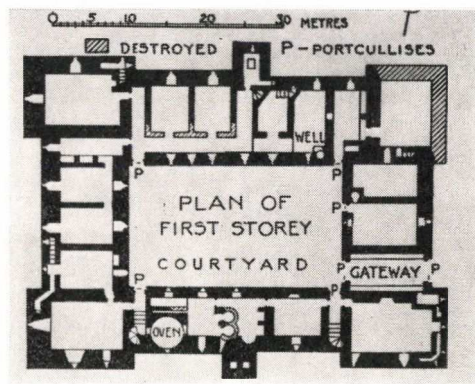 0 5 10 20 30 METRES
DESTROYED P-PORTCULLISES
WELL
P P
PLAN OF
FIRST STOREY
COURTYARD
P P
P GATEWAY P
P
OVEN